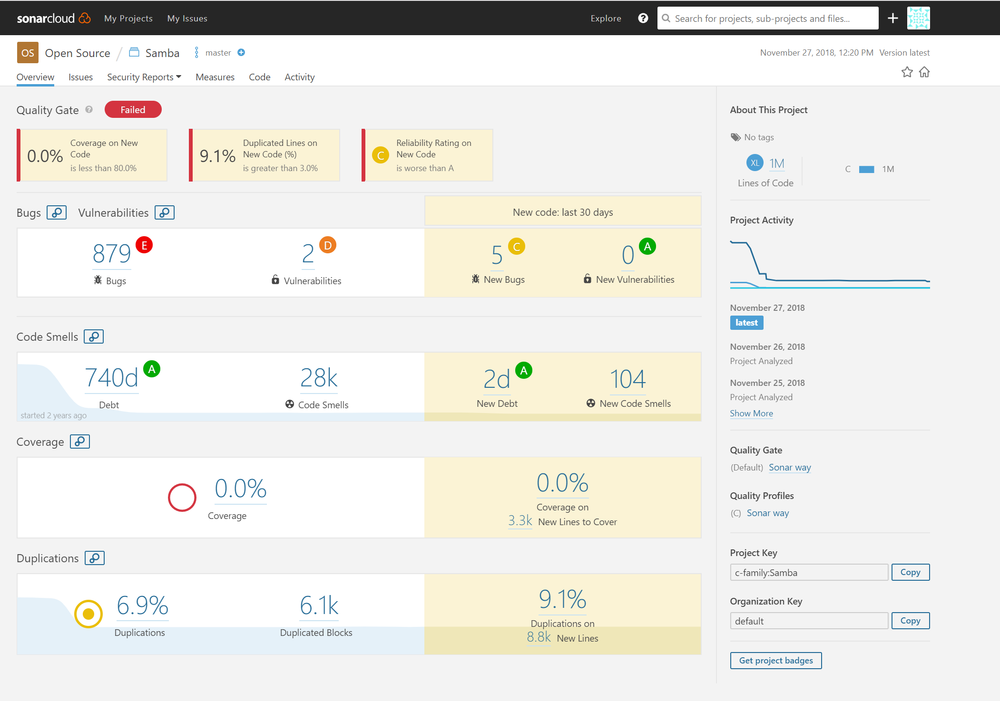 sonarcloud My Projects My Issues Explore Search for projects, sub-projects and files...
OS Open Source / Samba master November 27, 2018, 12:20 PM Version latest
Overview Issues Security Reports Measures Code Activity
Quality Gate ? Failed
0.0% Coverage on New Code is less than 80.0%
9.1% Duplicated Lines on New Code (%) is greater than 3.0%
C Reliability Rating on New Code is worse than A
Bugs Vulnerabilities
New code: last 30 days
879 E
Bugs
2 D
Vulnerabilities
5 C
New Bugs
0 A
New Vulnerabilities
Code Smells
740d A
Debt
started 2 years ago
28k
Code Smells
2d A
New Debt
104
New Code Smells
Coverage
0.0%
Coverage
0.0%
Coverage on
3.3k New Lines to Cover
Duplications
6.9%
Duplications
6.1k
Duplicated Blocks
9.1%
Duplications on
8.8k New Lines
About This Project
No tags
XL 1M
Lines of Code
C 1M
Project Activity
November 27, 2018
latest
November 26, 2018
Project Analyzed
November 25, 2018
Project Analyzed
Show More
Quality Gate
(Default) Sonar way
Quality Profiles
(C) Sonar way
Project Key
c-family:Samba Copy
Organization Key
default Copy
Get project badges